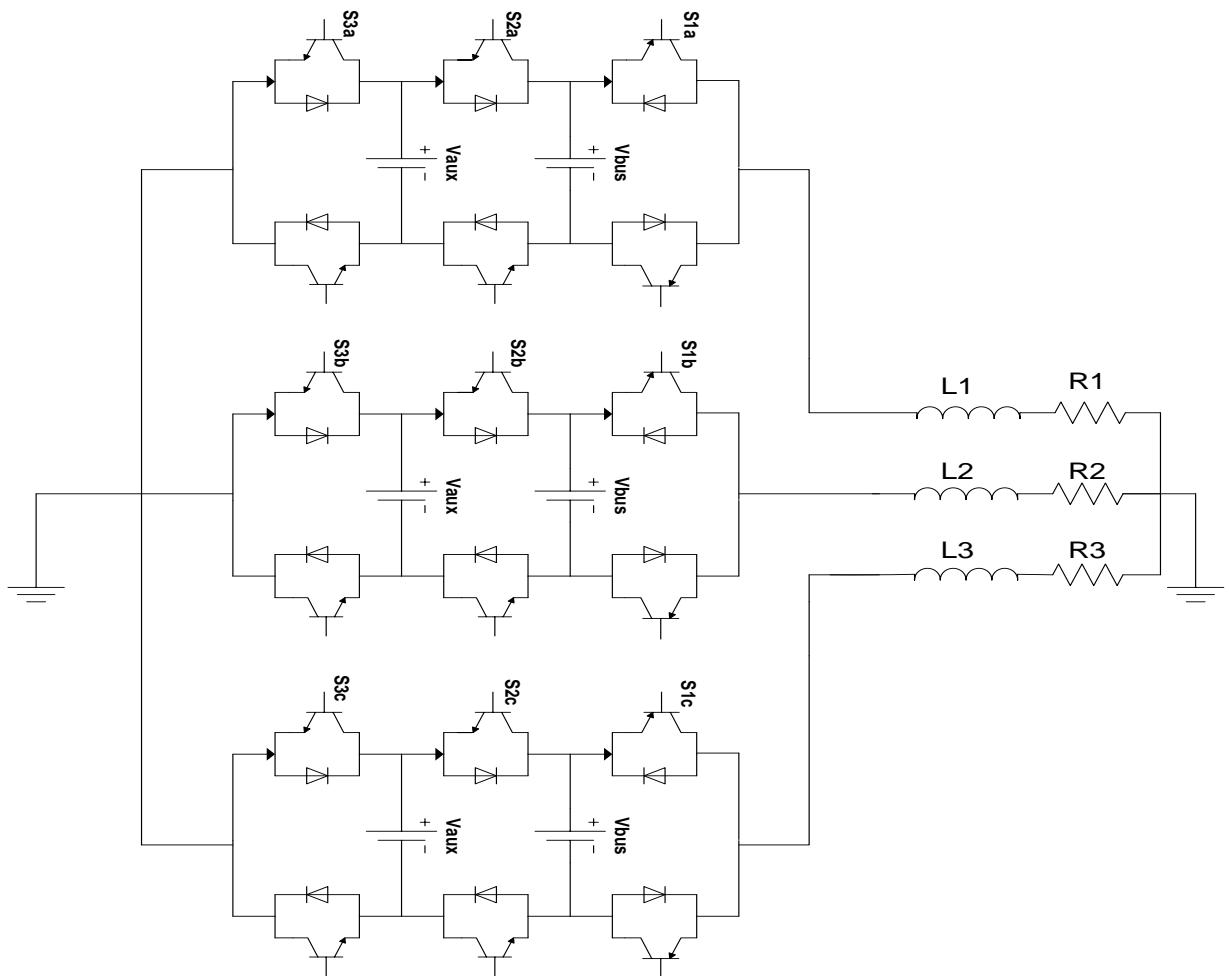 S3a
S2a
S1a
+ Vaux -
+ Vbus -
S3b
S2b
S1b
L1 R1
+ Vaux -
+ Vbus -
L2 R2
L3 R3
S3c
S2c
S1c
+ Vaux -
+ Vbus -